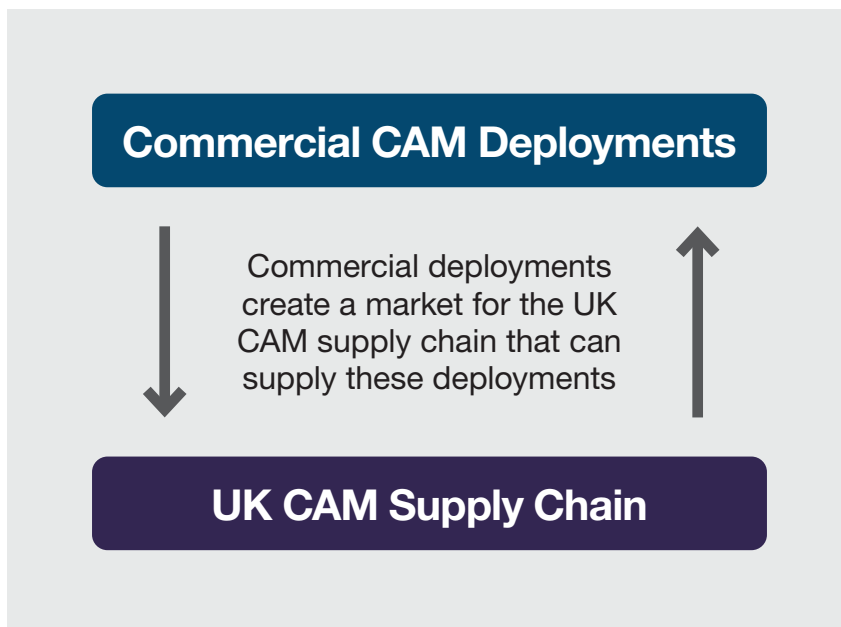 Commercial CAM Deployments
Commercial deployments
create a market for the UK
CAM supply chain that can
supply these deployments
UK CAM Supply Chain